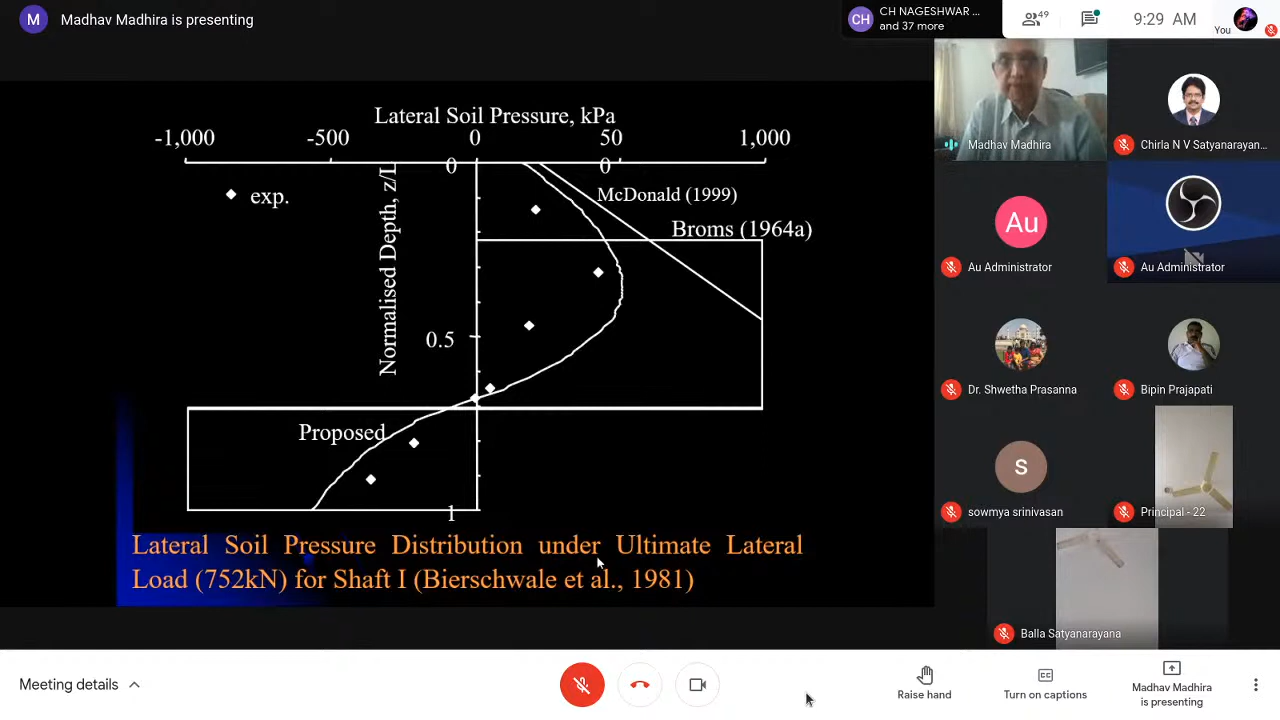 M Madhav Madhira is presenting
CH CH NAGESHWAR ...
and 37 more
49
9:29 AM
You
Lateral Soil Pressure, kPa
-1,000 -500 0 50 1,000
0 0
Normalised Depth, z/L
exp.
McDonald (1999)
Broms (1964a)
0.5
Proposed
1
Lateral Soil Pressure Distribution under Ultimate Lateral
Load (752kN) for Shaft I (Bierschwale et al., 1981)
Madhav Madhira
Chirla N V Satyanarayan...
Au
Au Administrator
Au Administrator
Dr. Shwetha Prasanna
Bipin Prajapati
s
sowmya srinivasan
Principal - 22
Balla Satyanarayana
Meeting details
Raise hand
Turn on captions
Madhav Madhira
is presenting